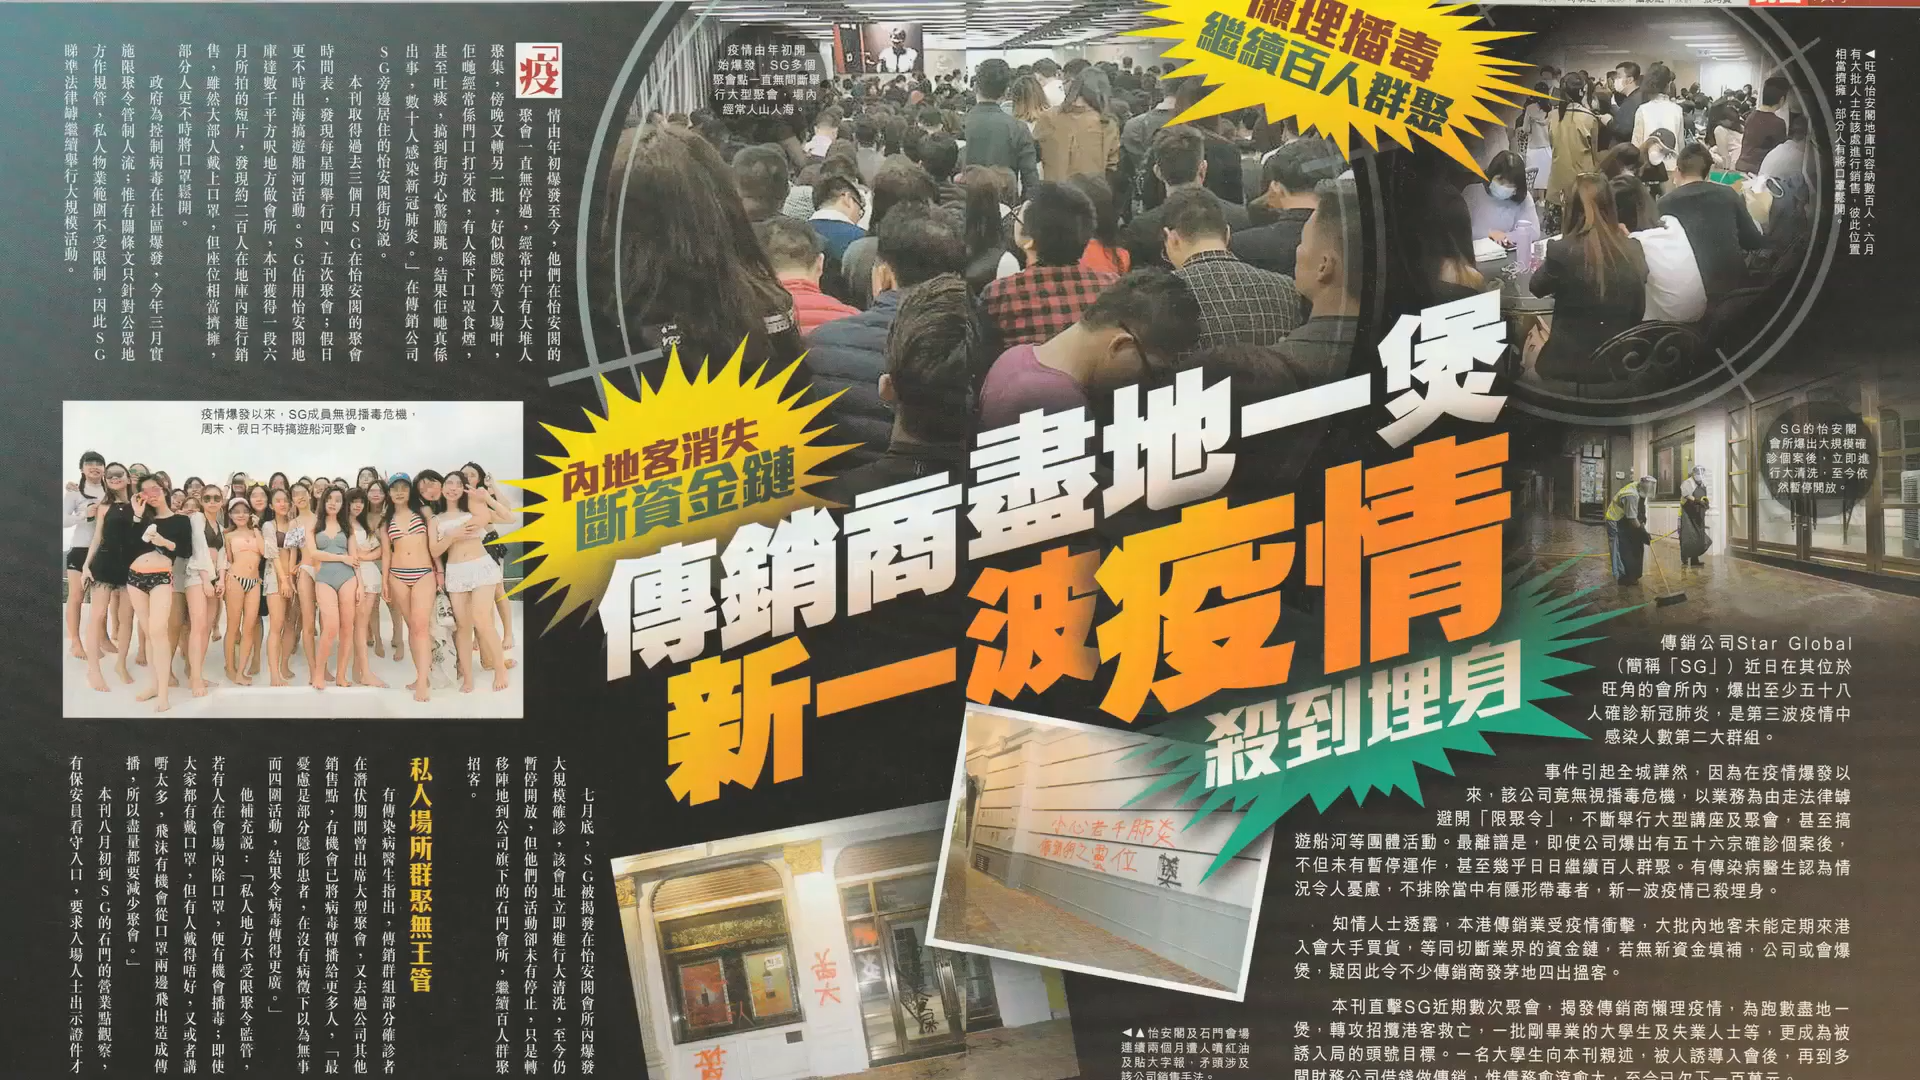 懶理播毒
繼續百人群聚
內地客消失
斷資金鏈
傳銷商盡地一煲
新一波疫情
殺到埋身
疫情由年初開
始爆發，SG多個
聚會點一直無間斷舉
行大型聚會，場內
經常人山人海。
◀旺角怡安閣地庫可容納數百人，六月
有大批人士在該處進行銷售，彼此位置
相當擠擁，部分人有將口罩鬆開。
SG的怡安閣
會所爆出大規模確
診個案後，立即進
行大清洗，至今依
然暫停開放。
傳銷公司Star Global
（簡稱「SG」）近日在其位於
旺角的會所內，爆出至少五十八
人確診新冠肺炎，是第三波疫情中
感染人數第二大群組。
事件引起全城譁然，因為在疫情爆發以
來，該公司竟無視播毒危機，以業務為由走法律罅
避開「限聚令」，不斷舉行大型講座及聚會，甚至搞
遊船河等團體活動。最離譜是，即使公司爆出有五十六宗確診個案後，
不但未有暫停運作，甚至幾乎日日繼續百人群聚。有傳染病醫生認為情
況令人憂慮，不排除當中有隱形帶毒者，新一波疫情已殺埋身。
知情人士透露，本港傳銷業受疫情衝擊，大批內地客未能定期來港
入會大手買貨，等同切斷業界的資金鏈，若無新資金填補，公司或會爆
煲，疑因此令不少傳銷商發茅地四出搵客。
本刊直擊SG近期數次聚會，揭發傳銷商懶理疫情，為跑數盡地一
煲，轉攻招攬港客救亡，一批剛畢業的大學生及失業人士等，更成為被
誘入局的頭號目標。一名大學生向本刊親述，被人誘導入會後，再到多
間財務公司借錢做傳銷，惟債務愈滾愈大，至今已欠下一百萬元。
「疫
情由年初爆發至今，他們在怡安閣的
聚會一直無停過，經常中午有大堆人
聚集，傍晚又轉另一批，好似戲院等入場咁，
佢哋經常係門口打牙骹，有人除下口罩食煙，
甚至吐痰，搞到街坊心驚膽跳。結果佢哋真係
出事，數十人感染新冠肺炎。」在傳銷公司
SG旁邊居住的怡安閣街坊說。
本刊取得過去三個月SG在怡安閣的聚會
時間表，發現每星期舉行四、五次聚會；假日
更不時出海搞遊船河活動。SG佔用怡安閣地
庫達數千平方呎地方做會所，本刊獲得一段六
月所拍的短片，發現約二百人在地庫內進行銷
售，雖然大部人戴上口罩，但座位相當擠擁，
部分人更不時將口罩鬆開。
政府為控制病毒在社區爆發，今年三月實
施限聚令管制人流；惟有關條文只針對公眾地
方作規管，私人物業範圍不受限制，因此SG
睇準法律罅繼續舉行大規模活動。
疫情爆發以來，SG成員無視播毒危機，
周末、假日不時搞遊船河聚會。
七月底，SG被揭發在怡安閣會所內爆發
大規模確診，該會址立即進行大清洗，至今仍
暫停開放，但他們的活動卻未有停止，只是轉
移陣地到公司旗下的石門會所，繼續百人群聚
招客。
私人場所群聚無王管
有傳染病醫生指出，傳銷群組部分確診者
在潛伏期間曾出席大型聚會，又去過公司其他
銷售點，有機會已將病毒傳播給更多人，「最
憂慮是部分隱形患者，在沒有病徵下以為無事
而四圍活動，結果令病毒傳得更廣。」
他補充說：「私人地方不受限聚令監管，
若有人在會場內除口罩，便有機會播毒；即使
大家都有戴口罩，但有人戴得唔好，又或者講
嘢太多，飛沫有機會從口罩兩邊飛出造成傳
播，所以盡量都要減少聚會。」
本刊八月初到SG的石門的營業點觀察，
有保安員看守入口，要求入場人士出示證件才
小心老千肺炎
靈位
◀▲怡安閣及石門會場
連續兩個月遭人噴紅油
及貼大字報，矛頭涉及
該公司銷售手法。